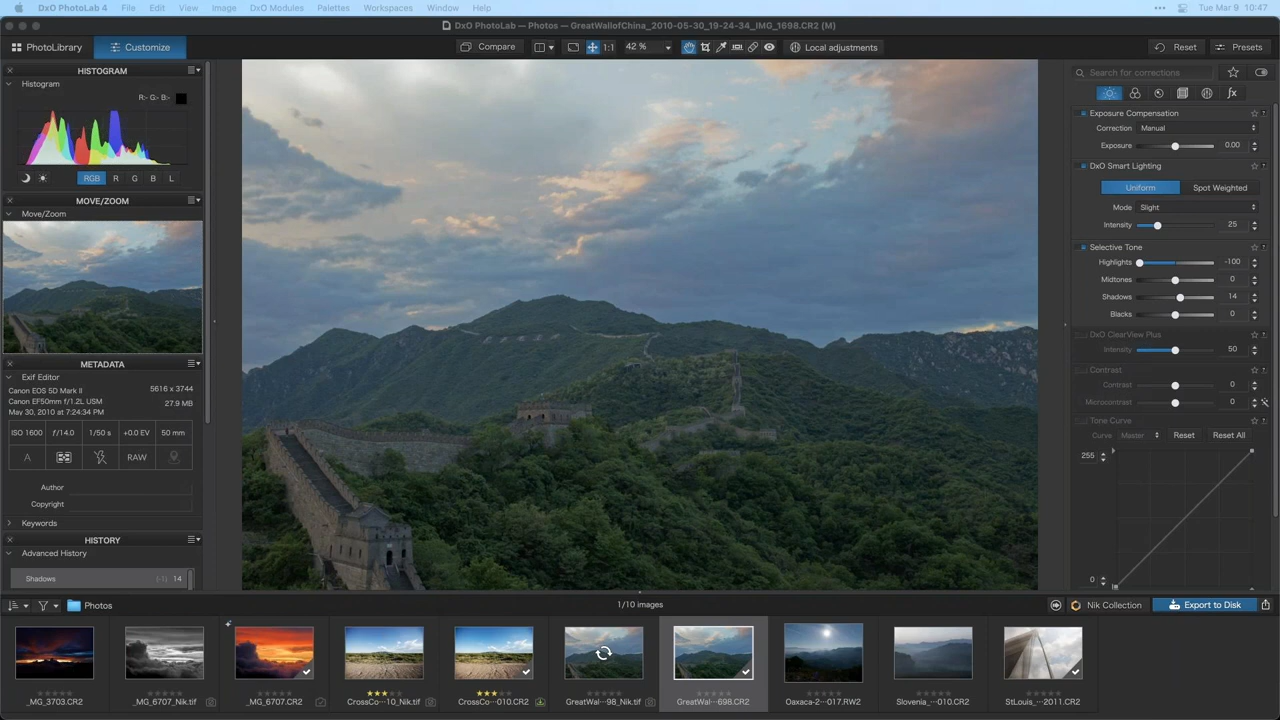 DxO PhotoLab 4 File Edit View Image DxO Modules Palettes Workspaces Window Help Tue Mar 9 10:47
DxO PhotoLab — Photos — GreatWallofChina_2010-05-30_19-24-34_IMG_1698.CR2 (M)
PhotoLibrary Customize Compare 1:1 42 % Local adjustments Reset Presets
HISTOGRAM
Histogram
R:- G:- B:-
RGB R G B L
MOVE/ZOOM
Move/Zoom
METADATA
Exif Editor
Canon EOS 5D Mark II 5616 x 3744
Canon EF50mm f/1.2L USM 27.9 MB
May 30, 2010 at 7:24:34 PM
ISO 1600 ƒ/14.0 1/50 s +0.0 EV 50 mm
A RAW
Author
Copyright
Keywords
HISTORY
Advanced History
Shadows (-1) 14
Search for corrections
fx
Exposure Compensation ?
Correction Manual
Exposure 0.00
DxO Smart Lighting ?
Uniform Spot Weighted
Mode Slight
Intensity 25
Selective Tone ?
Highlights -100
Midtones 0
Shadows 14
Blacks 0
DxO ClearView Plus ?
Intensity 50
Contrast ?
Contrast 0
Microcontrast 0
Tone Curve ?
Curve Master Reset Reset All
255
0
Photos 1/10 images Nik Collection Export to Disk
_MG_3703.CR2 _MG_6707_Nik.tif _MG_6707.CR2 CrossCo···10_Nik.tif CrossCo···010.CR2 GreatWal···98_Nik.tif GreatWal···698.CR2 Oaxaca-2···017.RW2 Slovenia_···010.CR2 StLouis_···2011.CR2